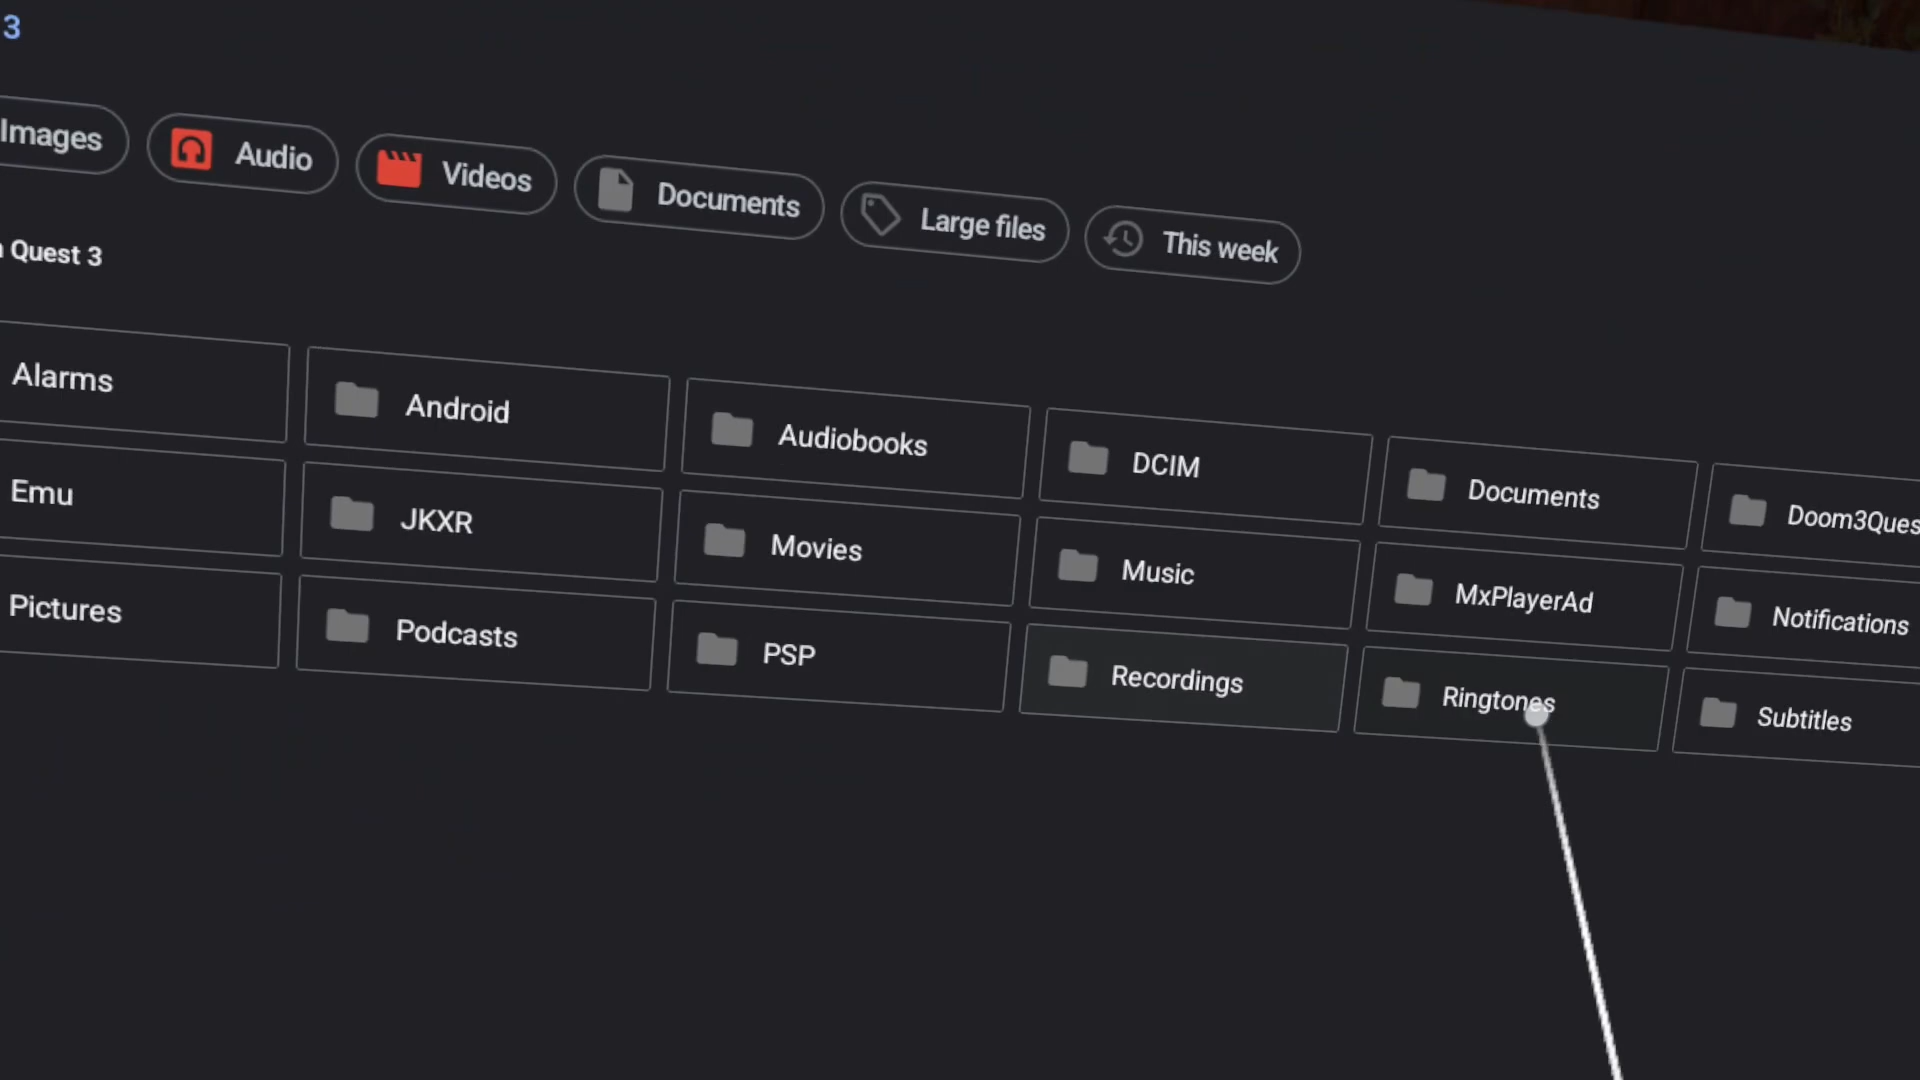 3
Images Audio Videos Documents Large files This week
Quest 3
Alarms Android Audiobooks DCIM Documents Doom3Ques
Emu JKXR Movies Music MxPlayerAd Notifications
Pictures Podcasts PSP Recordings Ringtones Subtitles